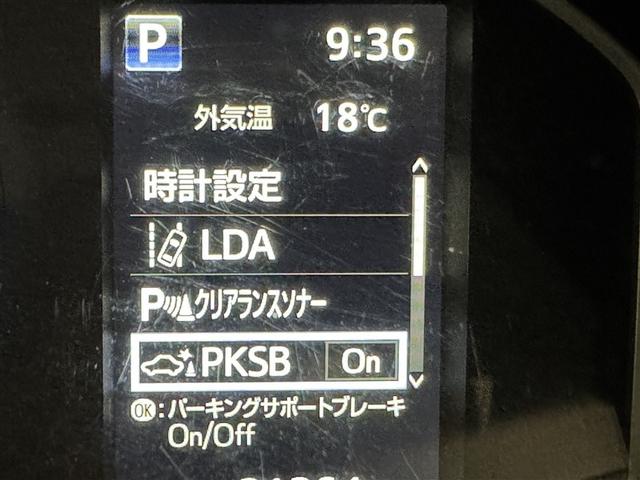 P 9:36
外気温 18℃
時計設定
LDA
Pクリアランスソナー
PKSB On
OK:パーキングサポートブレーキ
On/Off